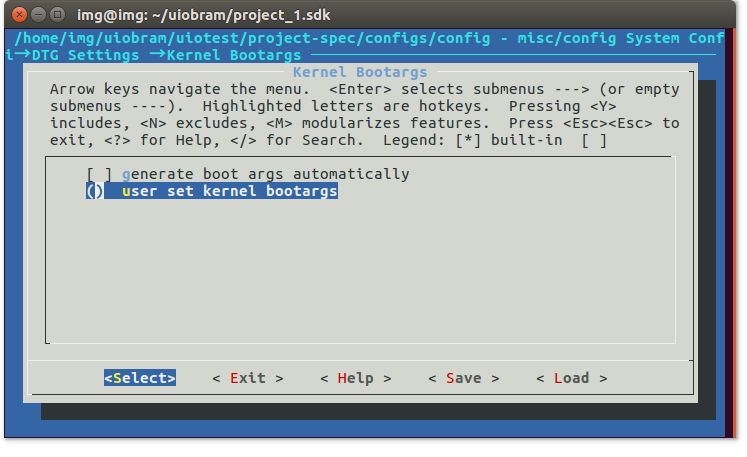 img@img: ~/uiobram/project_1.sdk
/home/img/uiobram/uiotest/project-spec/configs/config - misc/config System Conf
i→DTG Settings →Kernel Bootargs
Kernel Bootargs
Arrow keys navigate the menu.  <Enter> selects submenus ---> (or empty
submenus ----).  Highlighted letters are hotkeys.  Pressing <Y>
includes, <N> excludes, <M> modularizes features.  Press <Esc><Esc> to
exit, <?> for Help, </> for Search.  Legend: [*] built-in  [ ]
[ ] generate boot args automatically
()  user set kernel bootargs
<Select>    < Exit >    < Help >    < Save >    < Load >